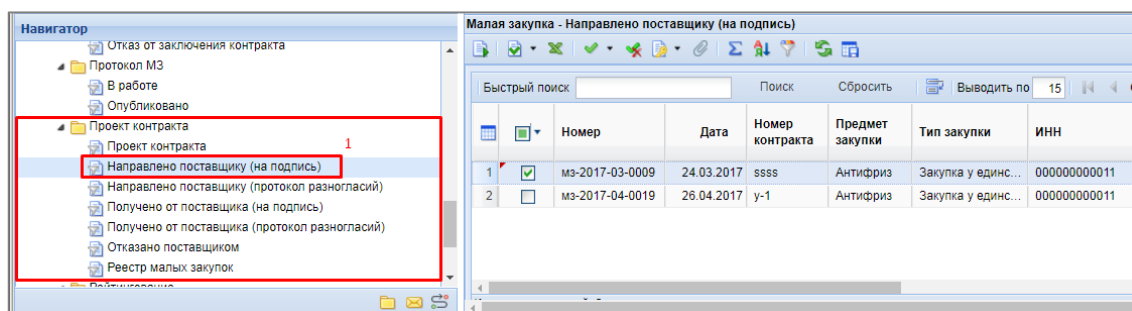 Навигатор
Отказ от заключения контракта
Протокол МЗ
В работе
Опубликовано
Проект контракта
Проект контракта
1
Направлено поставщику (на подпись)
Направлено поставщику (протокол разногласий)
Получено от поставщика (на подпись)
Получено от поставщика (протокол разногласий)
Отказано поставщиком
Реестр малых закупок
Рейтингование
Малая закупка - Направлено поставщику (на подпись)
Быстрый поиск Поиск Сбросить Выводить по 15
Номер Дата Номер контракта Предмет закупки Тип закупки ИНН
1 мз-2017-03-0009 24.03.2017 ssss Антифриз Закупка у единс... 000000000011
2 мз-2017-04-0019 26.04.2017 у-1 Антифриз Закупка у единс... 000000000011